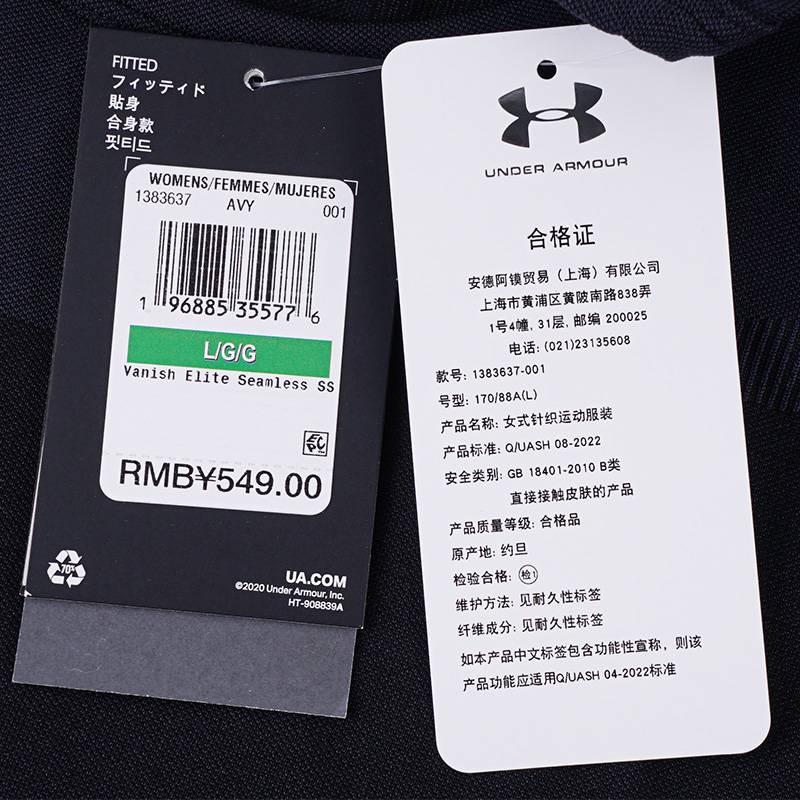 FITTED
フィッティド
貼身
合身款
핏티드
WOMENS/FEMMES/MUJERES
1383637 AVY 001
1 96885 35577 6
L/G/G
Vanish Elite Seamless SS
RMB¥549.00
70%
UA.COM
©2020 Under Armour, Inc.
HT-908839A
UNDER ARMOUR
合格证
安德阿镆贸易（上海）有限公司
上海市黄浦区黄陂南路838弄
1号4幢, 31层, 邮编 200025
电话: (021)23135608
款号: 1383637-001
号型: 170/88A(L)
产品名称: 女式针织运动服装
产品标准: Q/UASH 08-2022
安全类别: GB 18401-2010 B类
直接接触皮肤的产品
产品质量等级: 合格品
原产地: 约旦
检验合格: 检1
维护方法: 见耐久性标签
纤维成分: 见耐久性标签
如本产品中文标签包含功能性宣称, 则该
产品功能应适用Q/UASH 04-2022标准